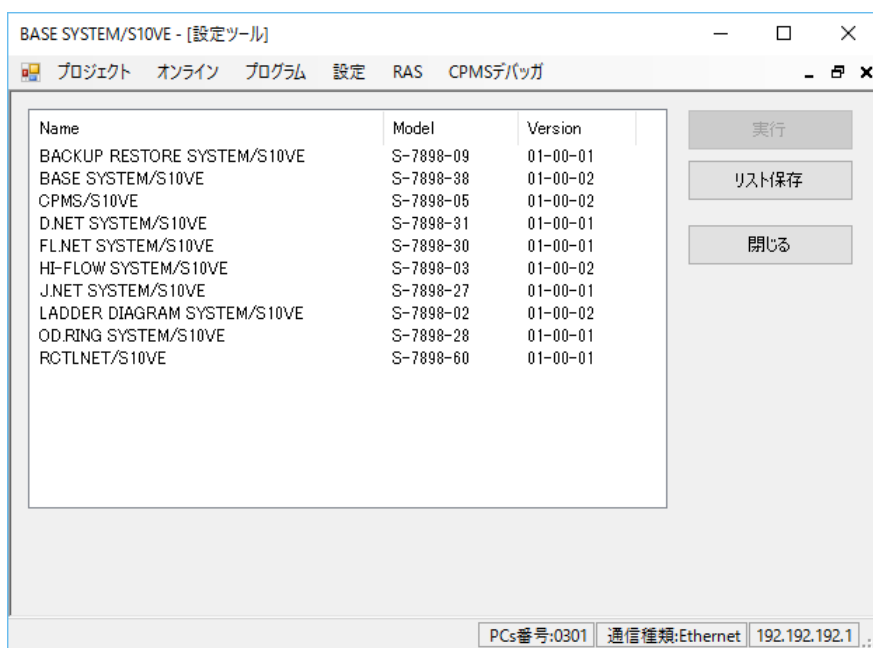 BASE SYSTEM/S10VE - [設定ツール]
プロジェクト オンライン プログラム 設定 RAS CPMSデバッガ
Name Model Version
実行
BACKUP RESTORE SYSTEM/S10VE S-7898-09 01-00-01
BASE SYSTEM/S10VE S-7898-38 01-00-02
リスト保存
CPMS/S10VE S-7898-05 01-00-02
D.NET SYSTEM/S10VE S-7898-31 01-00-01
FL.NET SYSTEM/S10VE S-7898-30 01-00-01
閉じる
HI-FLOW SYSTEM/S10VE S-7898-03 01-00-02
J.NET SYSTEM/S10VE S-7898-27 01-00-01
LADDER DIAGRAM SYSTEM/S10VE S-7898-02 01-00-02
OD.RING SYSTEM/S10VE S-7898-28 01-00-01
RCTLNET/S10VE S-7898-60 01-00-01
PCs番号:0301 通信種類:Ethernet 192.192.192.1